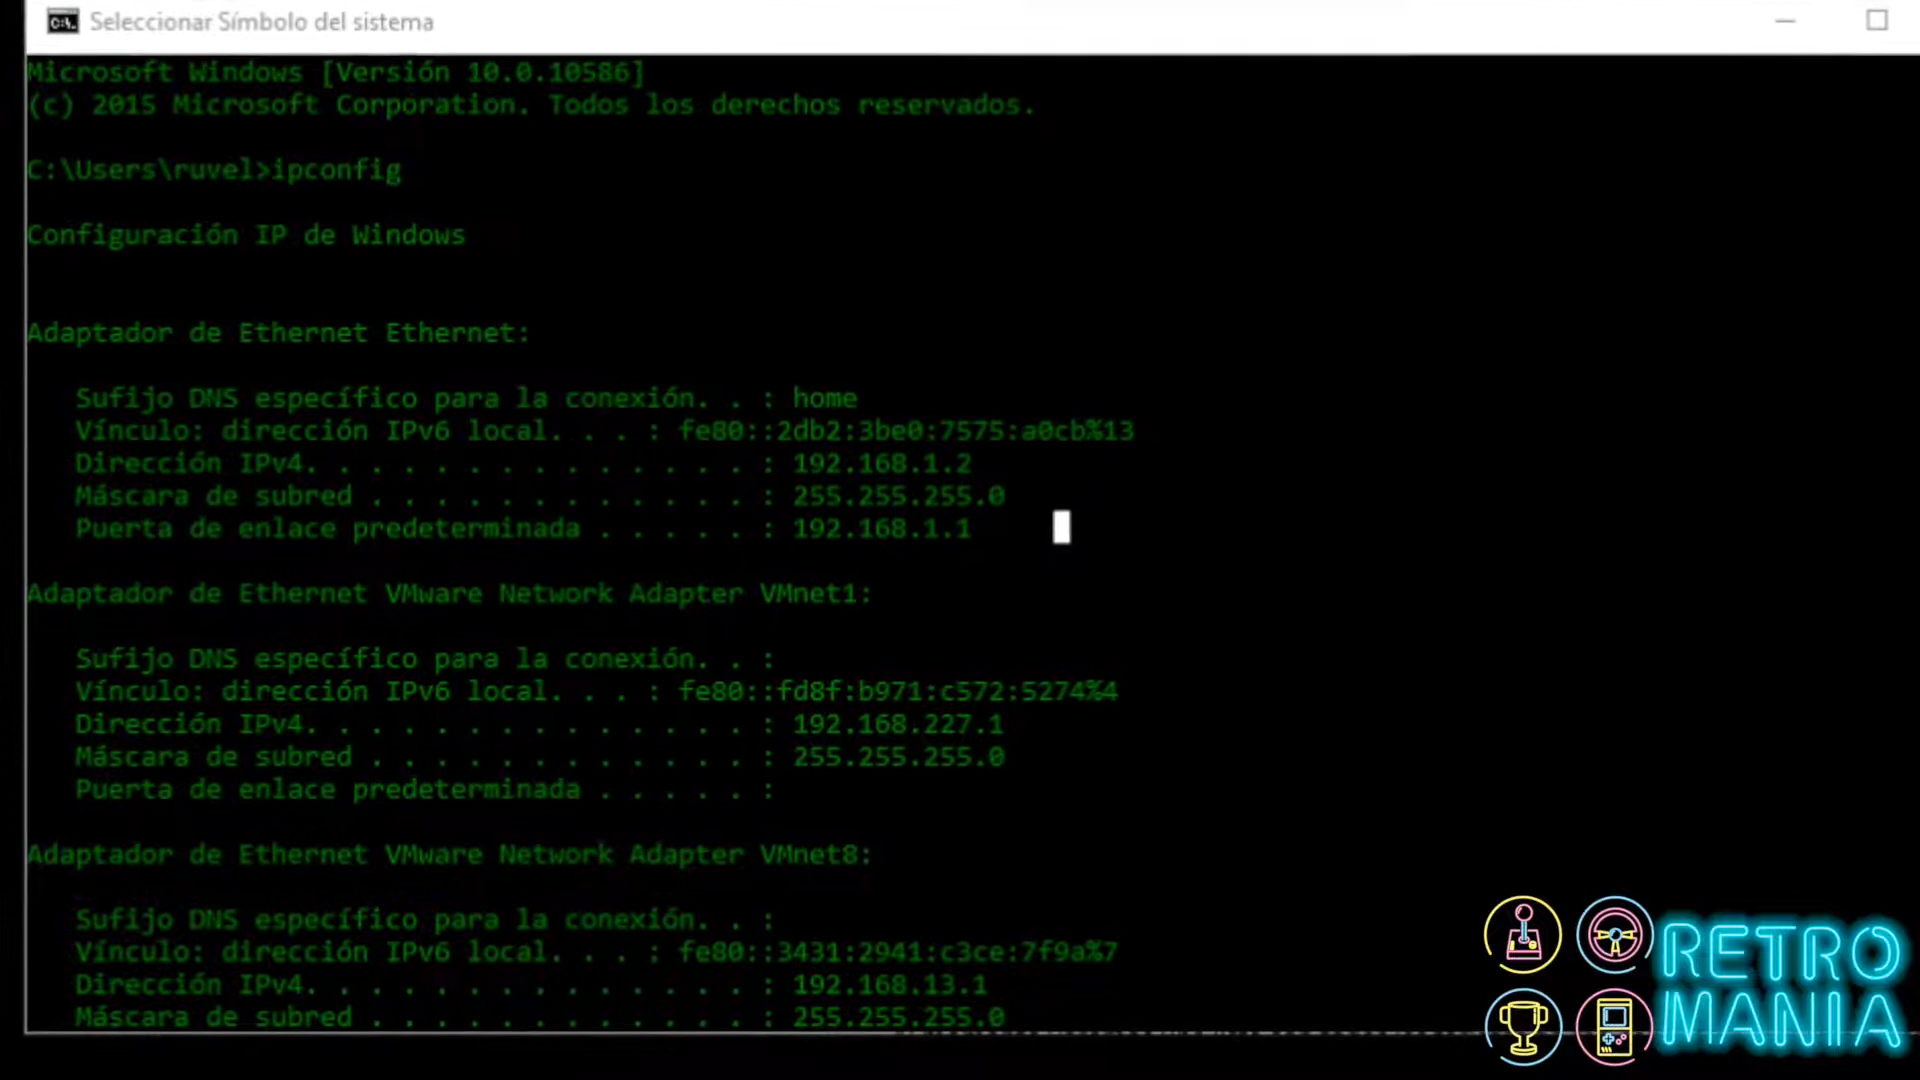 Seleccionar Símbolo del sistema
Microsoft Windows [Versión 10.0.10586]
(c) 2015 Microsoft Corporation. Todos los derechos reservados.
C:\Users\ruvel>ipconfig
Configuración IP de Windows
Adaptador de Ethernet Ethernet:
Sufijo DNS específico para la conexión. . : home
Vínculo: dirección IPv6 local. . . : fe80::2db2:3be0:7575:a0cb%13
Dirección IPv4. . . . . . . . . . . . . . : 192.168.1.2
Máscara de subred . . . . . . . . . . . . : 255.255.255.0
Puerta de enlace predeterminada . . . . . : 192.168.1.1
Adaptador de Ethernet VMware Network Adapter VMnet1:
Sufijo DNS específico para la conexión. . :
Vínculo: dirección IPv6 local. . . : fe80::fd8f:b971:c572:5274%4
Dirección IPv4. . . . . . . . . . . . . . : 192.168.227.1
Máscara de subred . . . . . . . . . . . . : 255.255.255.0
Puerta de enlace predeterminada . . . . . :
Adaptador de Ethernet VMware Network Adapter VMnet8:
Sufijo DNS específico para la conexión. . :
Vínculo: dirección IPv6 local. . . : fe80::3431:2941:c3ce:7f9a%7
Dirección IPv4. . . . . . . . . . . . . . : 192.168.13.1
Máscara de subred . . . . . . . . . . . . : 255.255.255.0
RETRO
MANIA